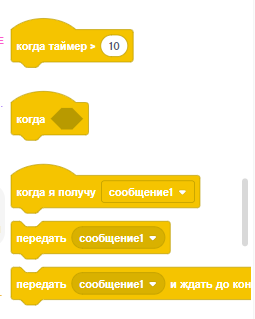 когда таймер > 10
когда
когда я получу сообщение1
передать сообщение1
передать сообщение1 и ждать до кон